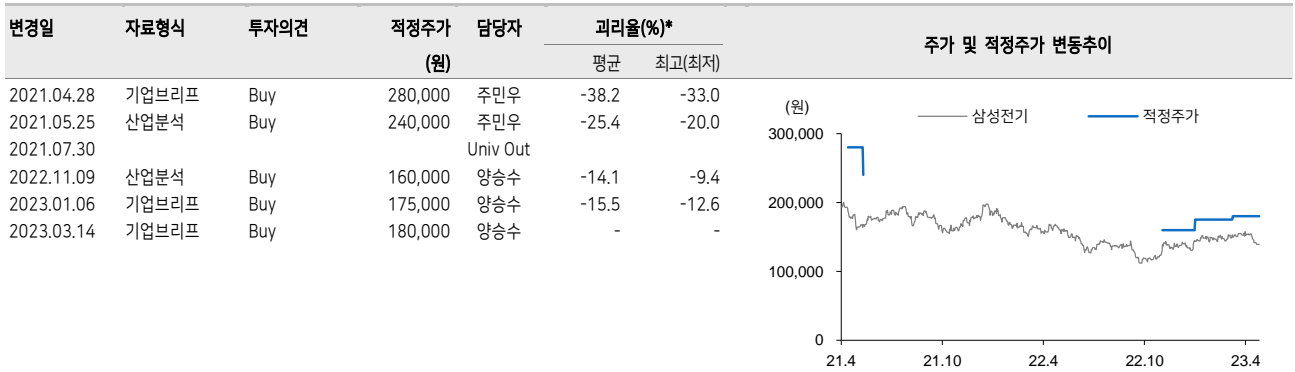 변경일 자료형식 투자의견 적정주가 담당자 괴리율(%)* 주가 및 적정주가 변동추이
(원) 평균 최고(최저)
2021.04.28 기업브리프 Buy 280,000 주민우 -38.2 -33.0
2021.05.25 산업분석 Buy 240,000 주민우 -25.4 -20.0
2021.07.30 Univ Out
2022.11.09 산업분석 Buy 160,000 양승수 -14.1 -9.4
2023.01.06 기업브리프 Buy 175,000 양승수 -15.5 -12.6
2023.03.14 기업브리프 Buy 180,000 양승수 - -
(원) 삼성전기 적정주가
300,000
200,000
100,000
0
21.4 21.10 22.4 22.10 23.4